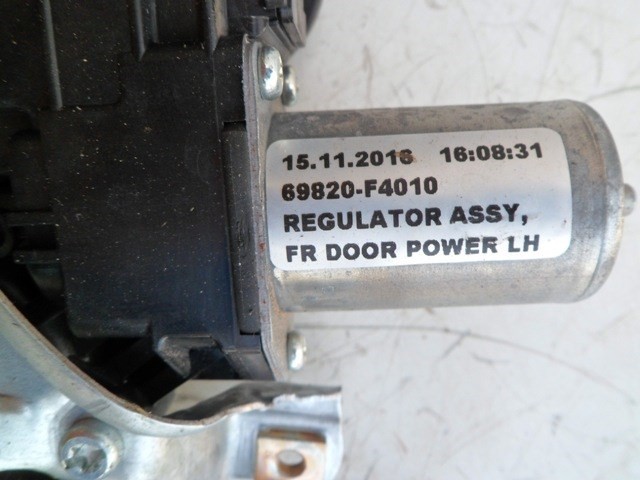 15.11.2016 16:08:31
69820-F4010
REGULATOR ASSY,
FR DOOR POWER LH